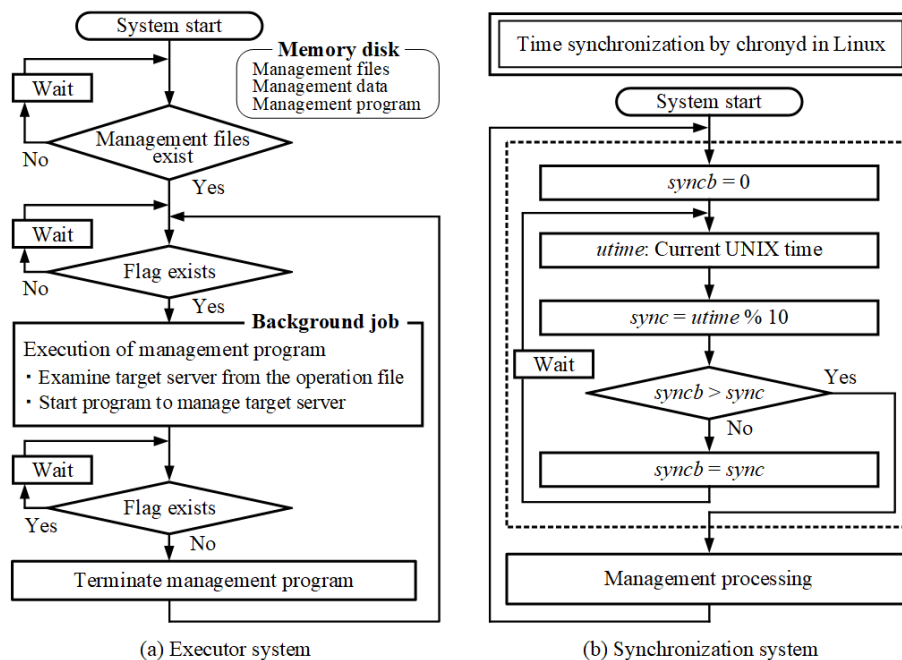 System start
Memory disk
Management files
Management data
Management program
Wait
Management files
exist
No
Yes
Wait
Flag exists
No
Yes
Background job
Execution of management program
・Examine target server from the operation file
・Start program to manage target server
Wait
Flag exists
Yes
No
Terminate management program
(a) Executor system
Time synchronization by chronyd in Linux
System start
syncb = 0
utime: Current UNIX time
sync = utime % 10
Wait
syncb > sync
Yes
No
syncb = sync
Management processing
(b) Synchronization system